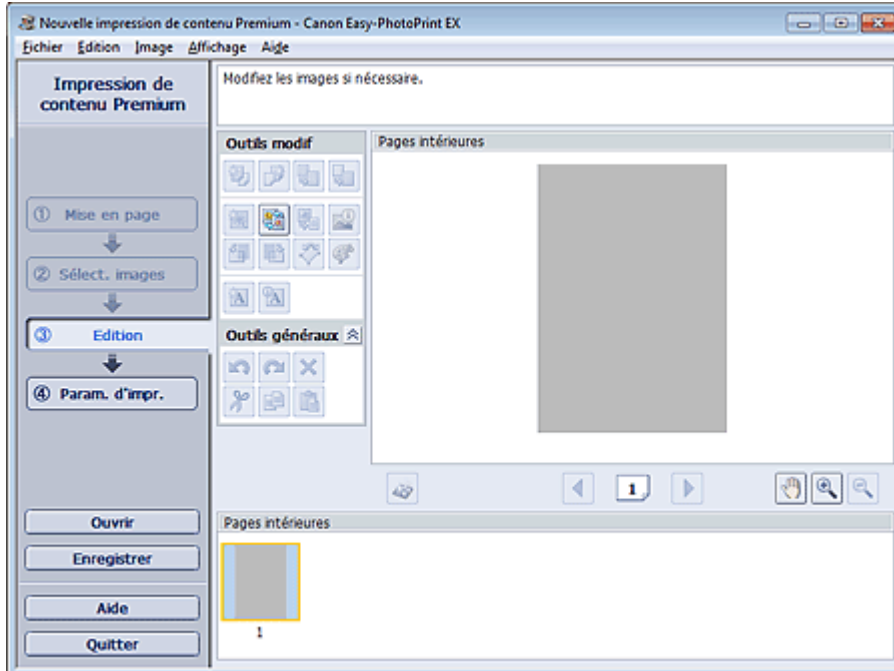 Nouvelle impression de contenu Premium - Canon Easy-PhotoPrint EX
Fichier Édition Image Affichage Aide
Impression de
contenu Premium
Modifiez les images si nécessaire.
Outils modif
Pages intérieures
① Mise en page
② Sélect. images
③ Edition
④ Param. d'impr.
Outils généraux
1
Ouvrir
Enregistrer
Aide
Quitter
Pages intérieures
1